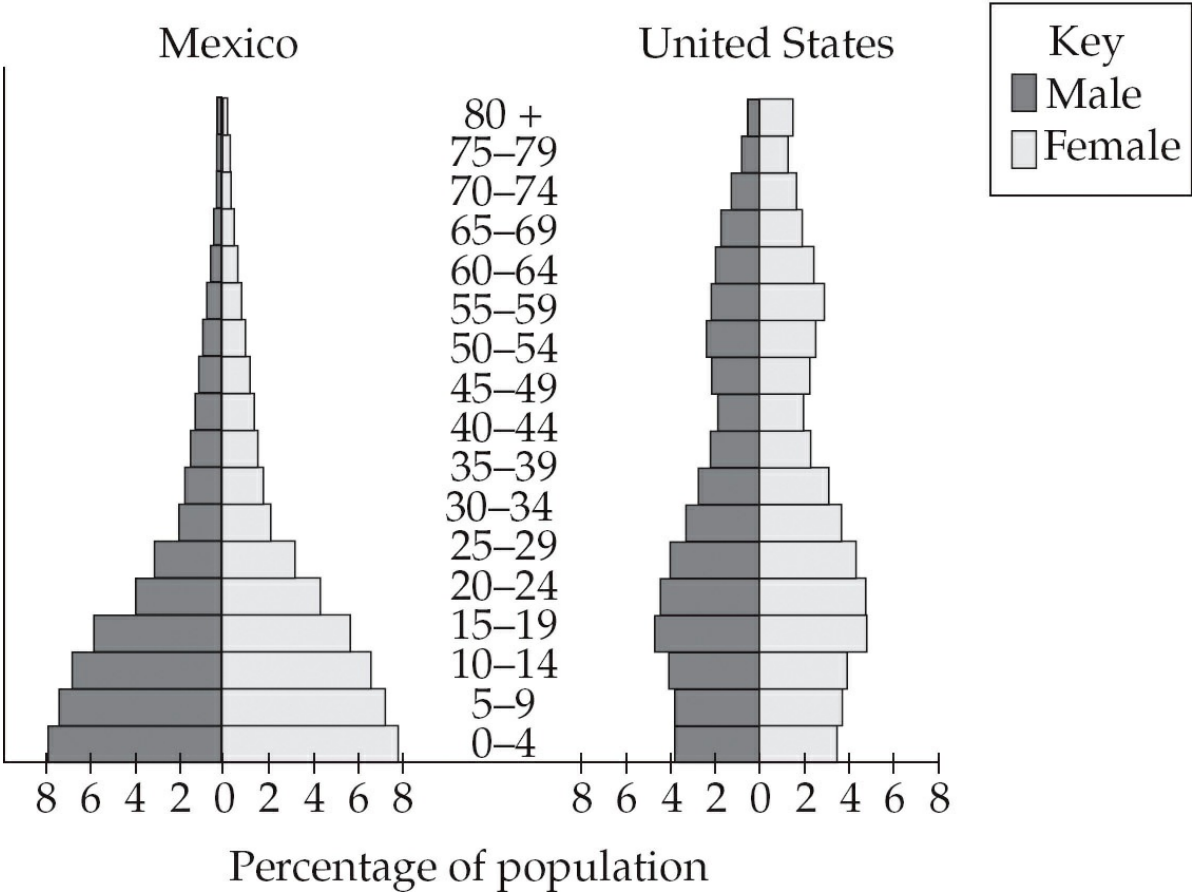 Mexico
United States
Key
Male
Female
80 +
75–79
70–74
65–69
60–64
55–59
50–54
45–49
40–44
35–39
30–34
25–29
20–24
15–19
10–14
5–9
0–4
8 6 4 2 0 2 4 6 8
8 6 4 2 0 2 4 6 8
Percentage of population